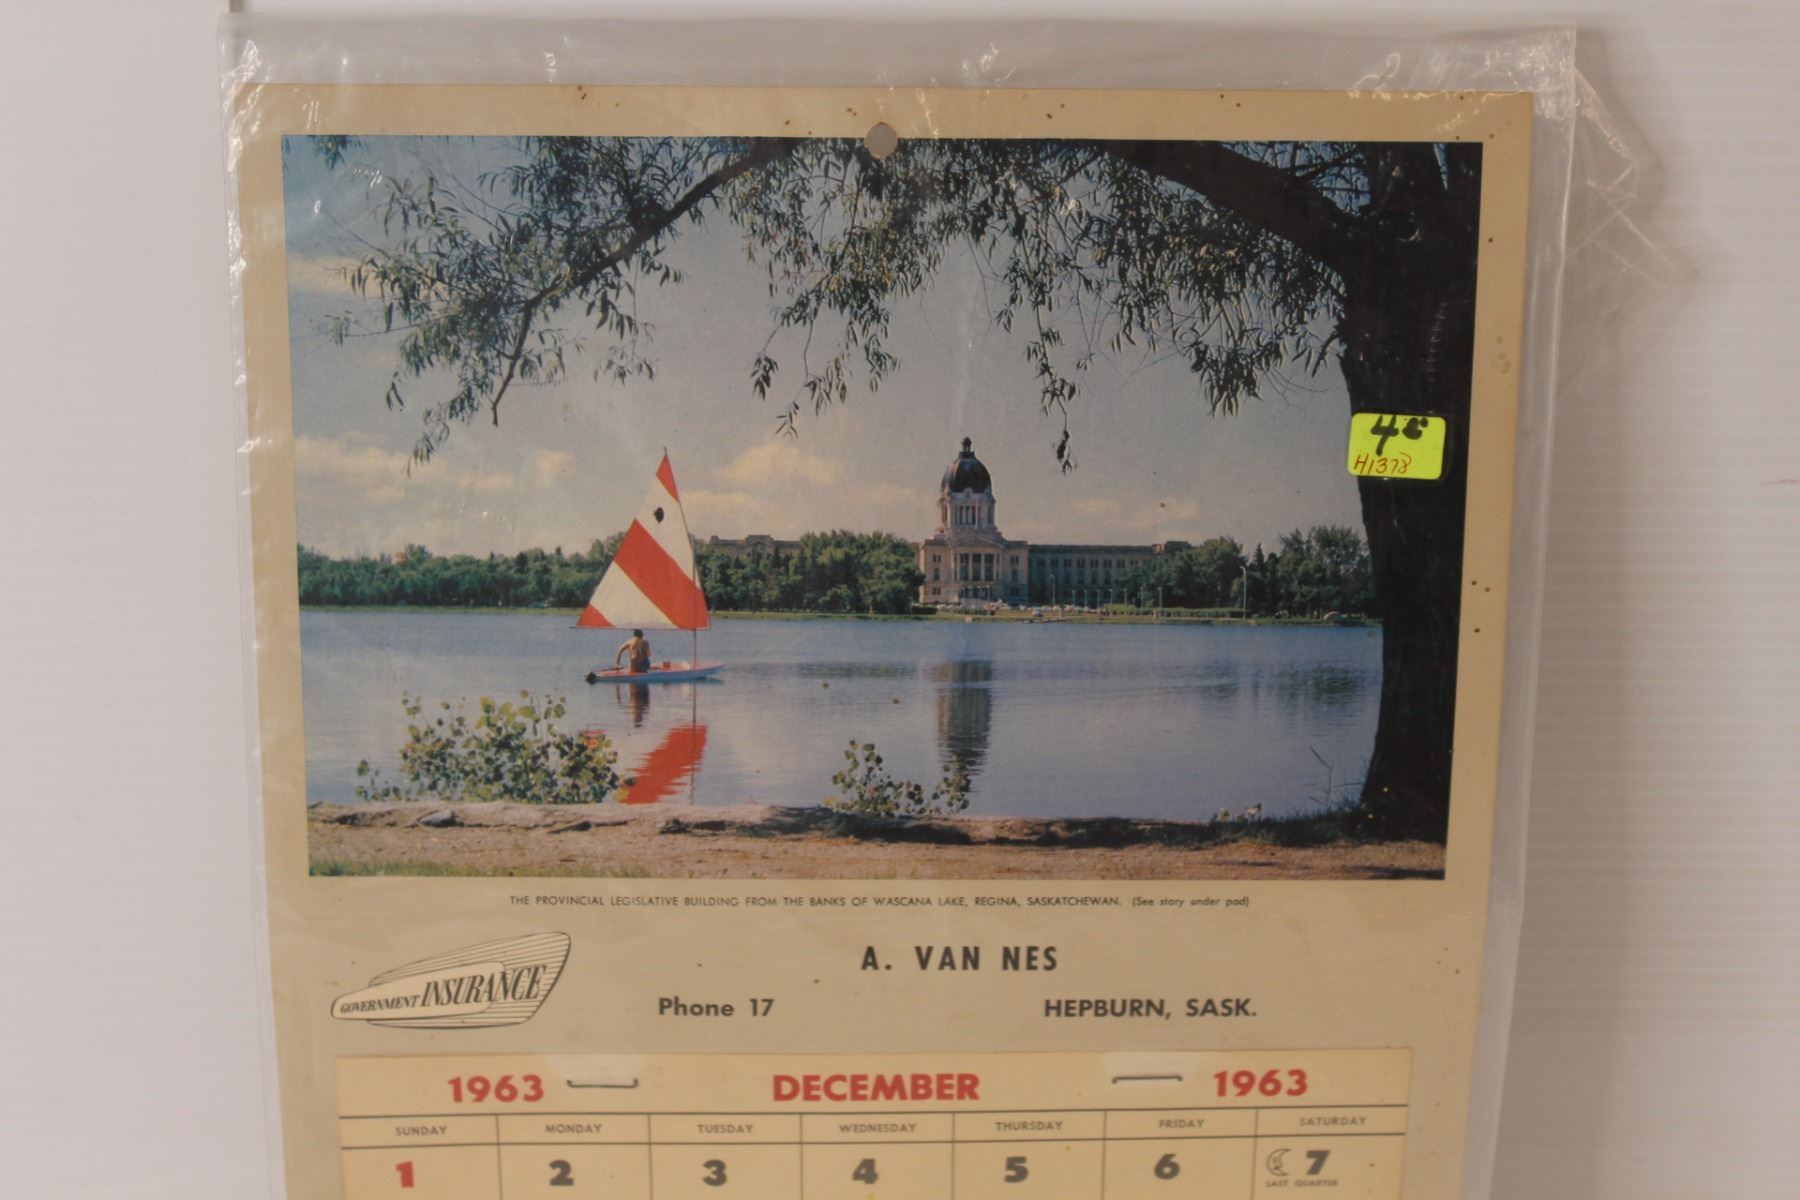 4
H1378
THE PROVINCIAL LEGISLATIVE BUILDING FROM THE BANKS OF WASCANA LAKE, REGINA, SASKATCHEWAN. (See story under pad)
GOVERNMENT INSURANCE
A. VAN NES
Phone 17 HEPBURN, SASK.
1963 DECEMBER 1963
SUNDAY MONDAY TUESDAY WEDNESDAY THURSDAY FRIDAY SATURDAY
1 2 3 4 5 6 7
LAST QUARTER